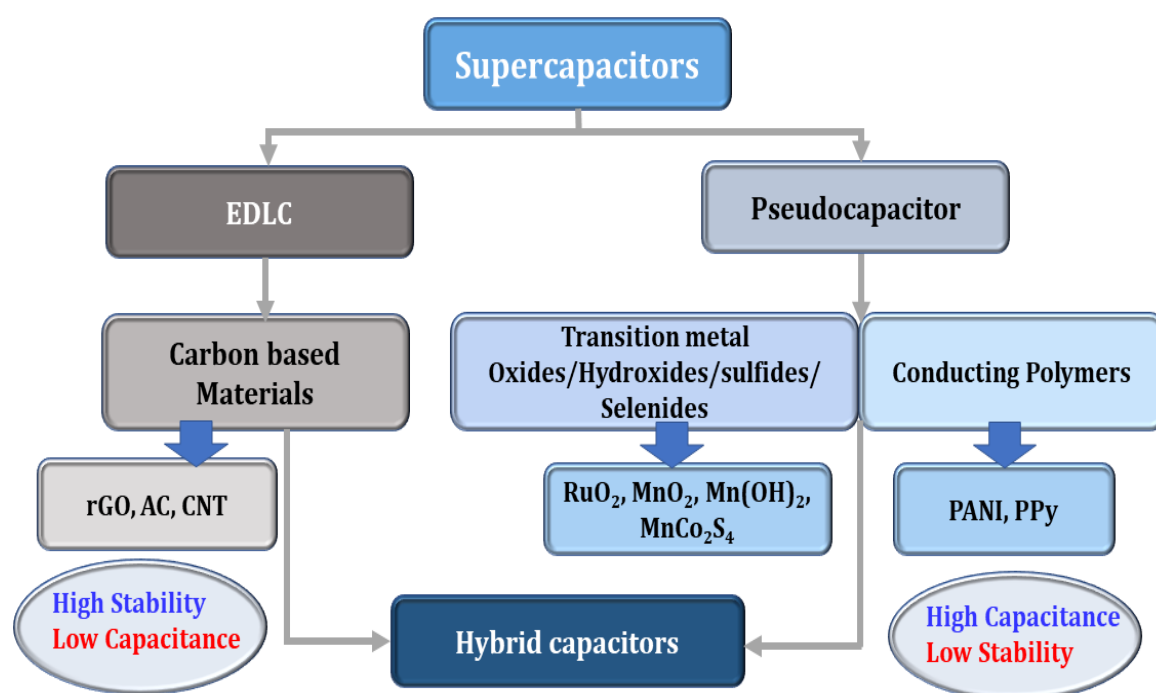 Supercapacitors
EDLC
Pseudocapacitor
Carbon based
Materials
Transition metal
Oxides/Hydroxides/sulfides/
Selenides
Conducting Polymers
rGO, AC, CNT
RuO₂, MnO₂, Mn(OH)₂,
MnCo₂S₄
PANI, PPy
High Stability
Low Capacitance
Hybrid capacitors
High Capacitance
Low Stability